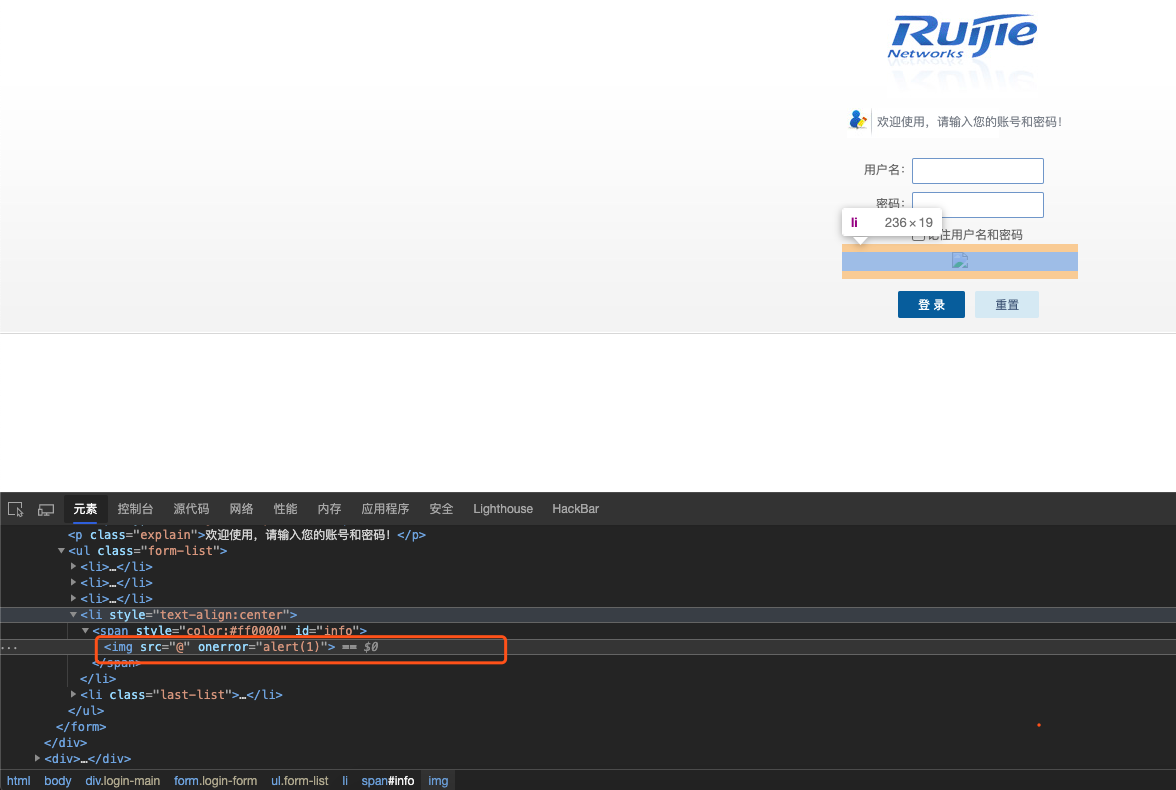 Ruijie
Networks
欢迎使用，请输入您的账号和密码！
用户名：
密码：
li 236×19
记住用户名和密码
登 录 重置
元素 控制台 源代码 网络 性能 内存 应用程序 安全 Lighthouse HackBar
<p class="explain">欢迎使用，请输入您的账号和密码！</p>
<ul class="form-list">
<li>…</li>
<li>…</li>
<li>…</li>
<li style="text-align:center">
<span style="color:#ff0000" id="info">
<img src="@" onerror="alert(1)"> == $0
</span>
</li>
<li class="last-list">…</li>
</ul>
</form>
</div>
<div>…</div>
html body div.login-main form.login-form ul.form-list li span#info img